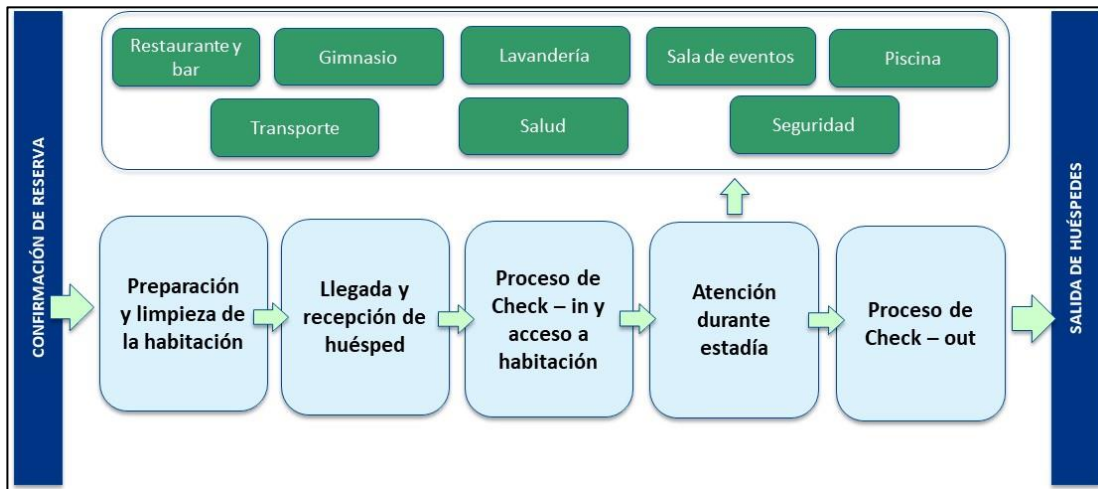 CONFIRMACIÓN DE RESERVA
Restaurante y
bar
Gimnasio
Lavandería
Sala de eventos
Piscina
Transporte
Salud
Seguridad
Preparación
y limpieza de
la habitación
Llegada y
recepción de
huésped
Proceso de
Check – in y
acceso a
habitación
Atención
durante
estadía
Proceso de
Check – out
SALIDA DE HUÉSPEDES